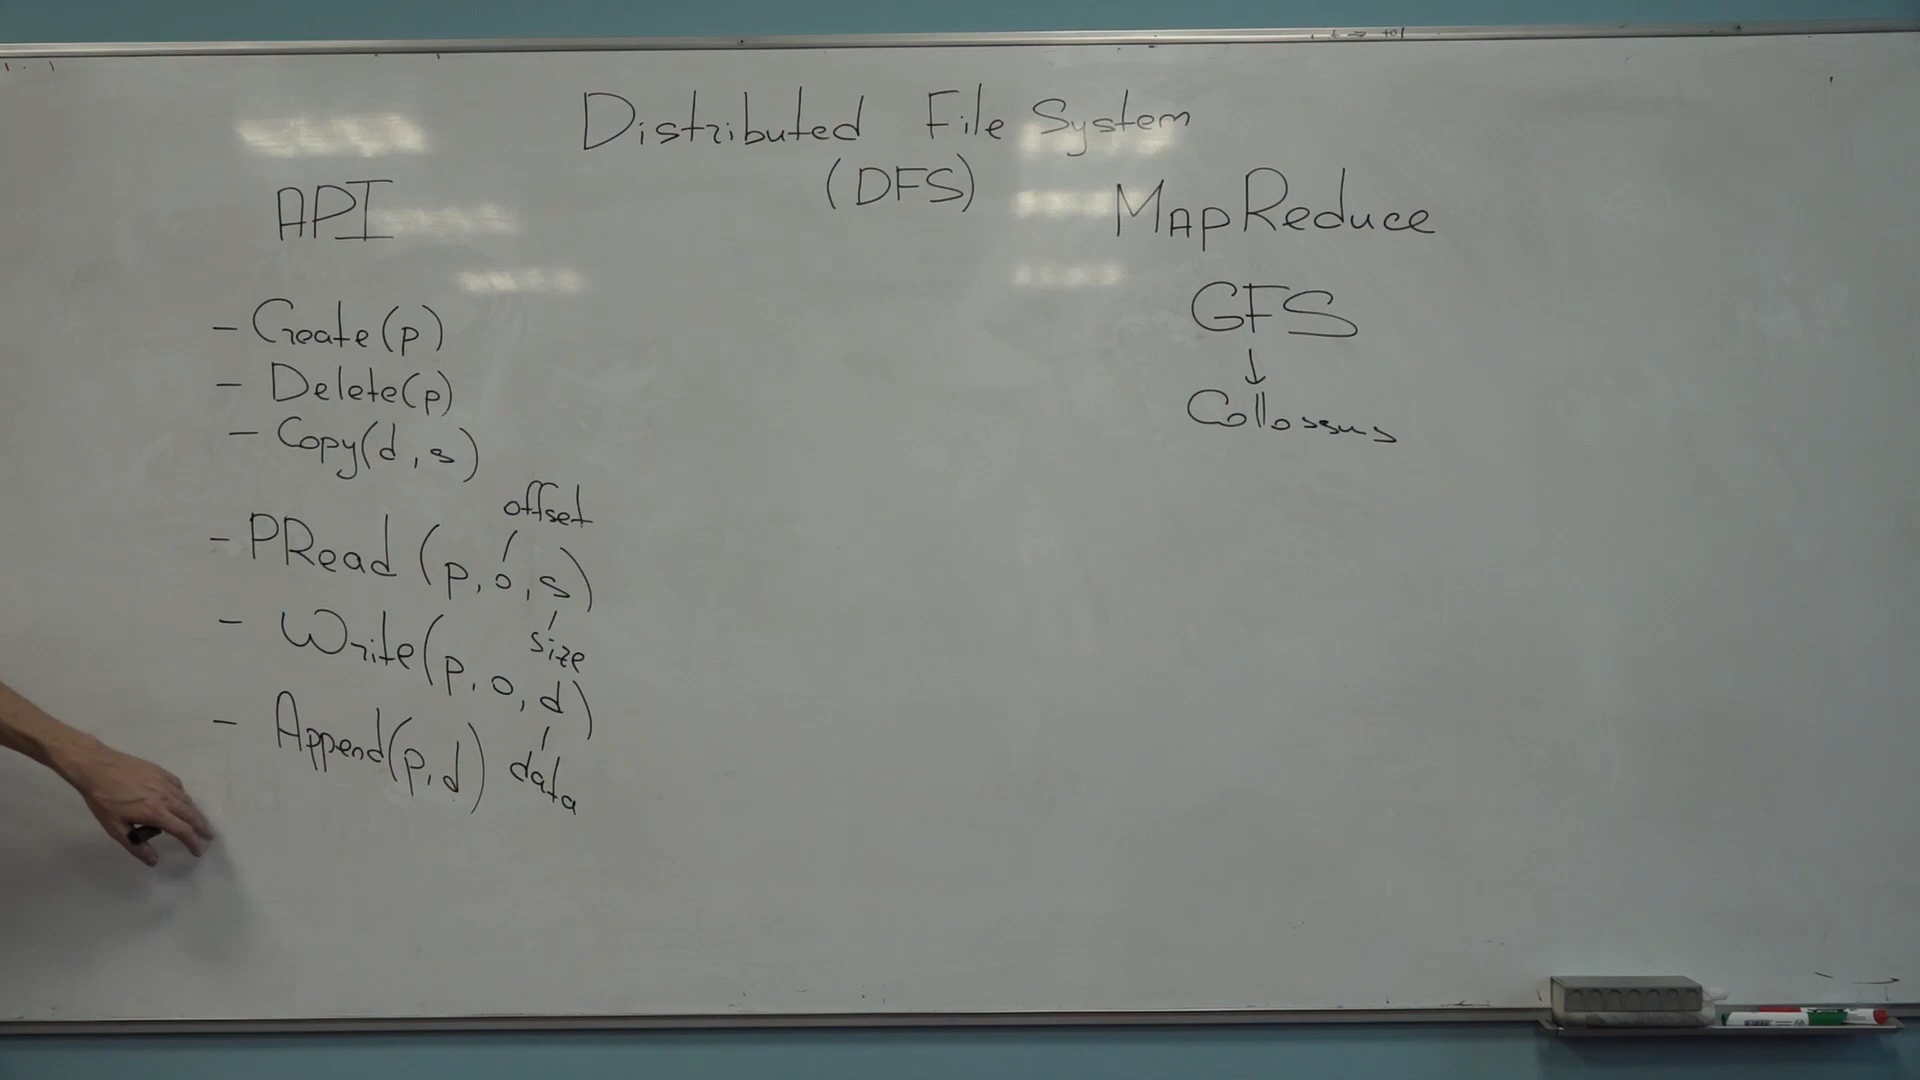 Distributed File System
(DFS)
API
- Create(p)
- Delete(p)
- Copy(d, s)
offset
- PRead (p, o, s)
size
- Write(p, o, d)
data
- Append(p, d)
MapReduce
GFS
↓
Collossus